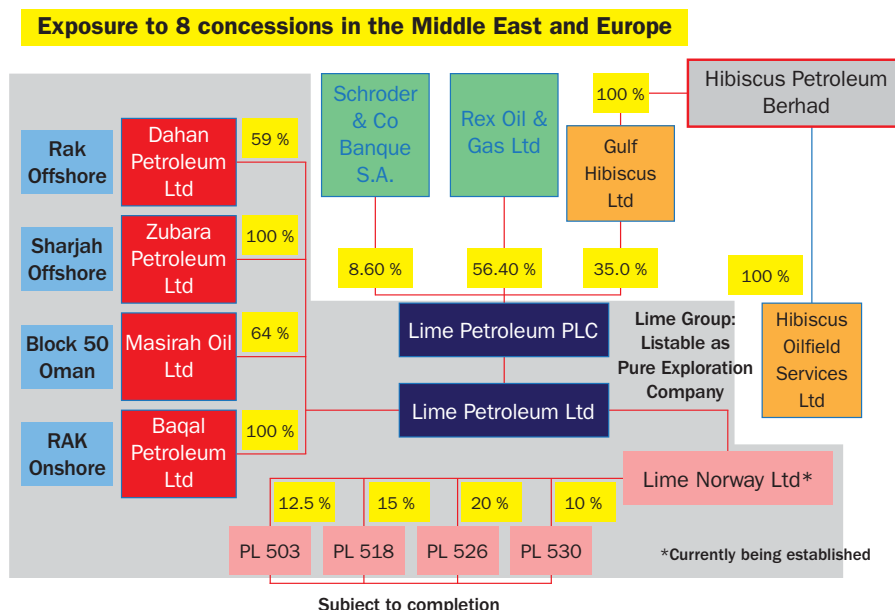 Exposure to 8 concessions in the Middle East and Europe
Hibiscus Petroleum
Berhad
100 %
Schroder
& Co
Banque
S.A.
Rex Oil &
Gas Ltd
Gulf
Hibiscus
Ltd
Rak
Offshore
Dahan
Petroleum
Ltd
59 %
Sharjah
Offshore
Zubara
Petroleum
Ltd
100 %
8.60 %
56.40 %
35.0 %
100 %
Block 50
Oman
Masirah Oil
Ltd
64 %
Lime Petroleum PLC
Lime Group:
Listable as
Pure Exploration
Company
Hibiscus
Oilfield
Services
Ltd
RAK
Onshore
Baqal
Petroleum
Ltd
100 %
Lime Petroleum Ltd
Lime Norway Ltd*
12.5 %
15 %
20 %
10 %
PL 503
PL 518
PL 526
PL 530
*Currently being established
Subject to completion